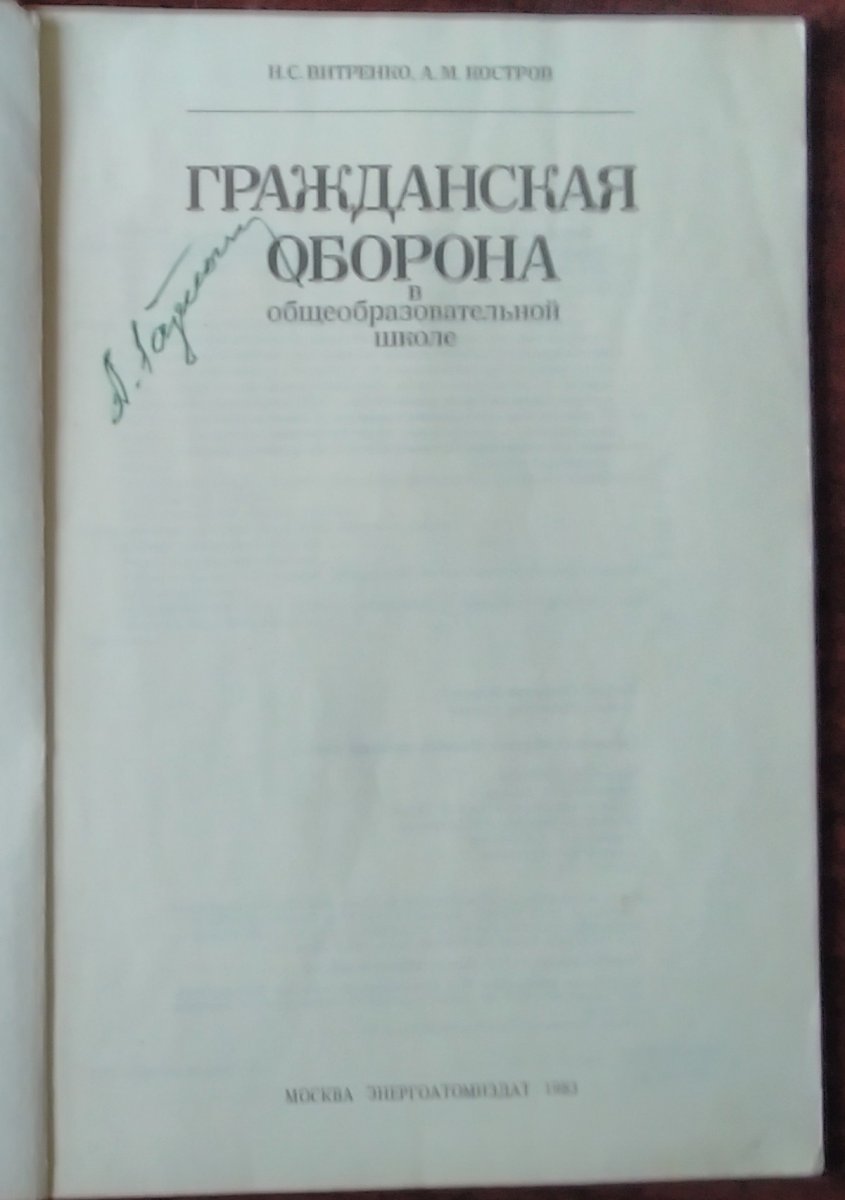 Н. С. ВИТРЕНКО, А. М. КОСТРОВ
ГРАЖДАНСКАЯ
ОБОРОНА
в
общеобразовательной
школе
МОСКВА ЭНЕРГОАТОМИЗДАТ 1983